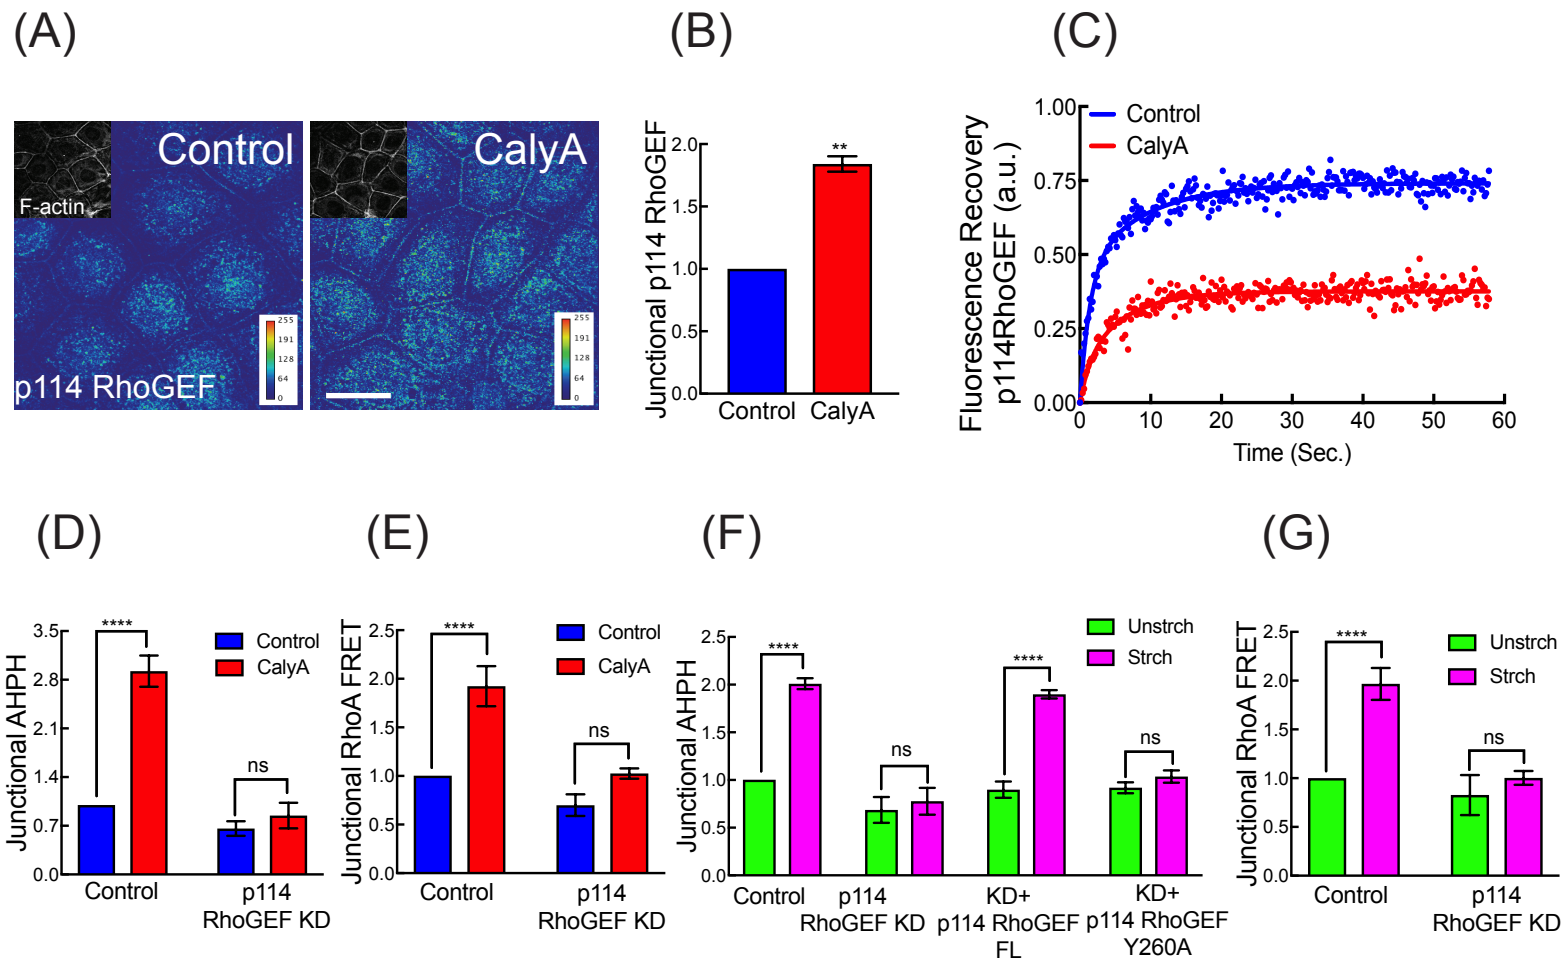 (A)
(B)
(C)
Control
F-actin
p114 RhoGEF
255
191
128
64
0
CalyA
255
191
128
64
0
Junctional p114 RhoGEF
2.0
1.5
1.0
0.5
0.0
**
Control
CalyA
Fluorescence Recovery
p114RhoGEF (a.u.)
1.00
0.75
0.50
0.25
0.00
Control
CalyA
0
10
20
30
40
50
60
Time (Sec.)
(D)
(E)
(F)
(G)
Junctional AHPH
3.5
2.8
2.1
1.4
0.7
0.0
****
ns
Control
CalyA
Control
p114
RhoGEF KD
Junctional RhoA FRET
2.5
2.0
1.5
1.0
0.5
0.0
****
ns
Control
CalyA
Control
p114
RhoGEF KD
Junctional AHPH
2.5
2.0
1.5
1.0
0.5
0.0
****
ns
****
ns
Unstrch
Strch
Control
p114
RhoGEF KD
KD+
p114 RhoGEF
FL
KD+
p114 RhoGEF
Y260A
Junctional RhoA FRET
2.5
2.0
1.5
1.0
0.5
0.0
****
ns
Unstrch
Strch
Control
p114
RhoGEF KD